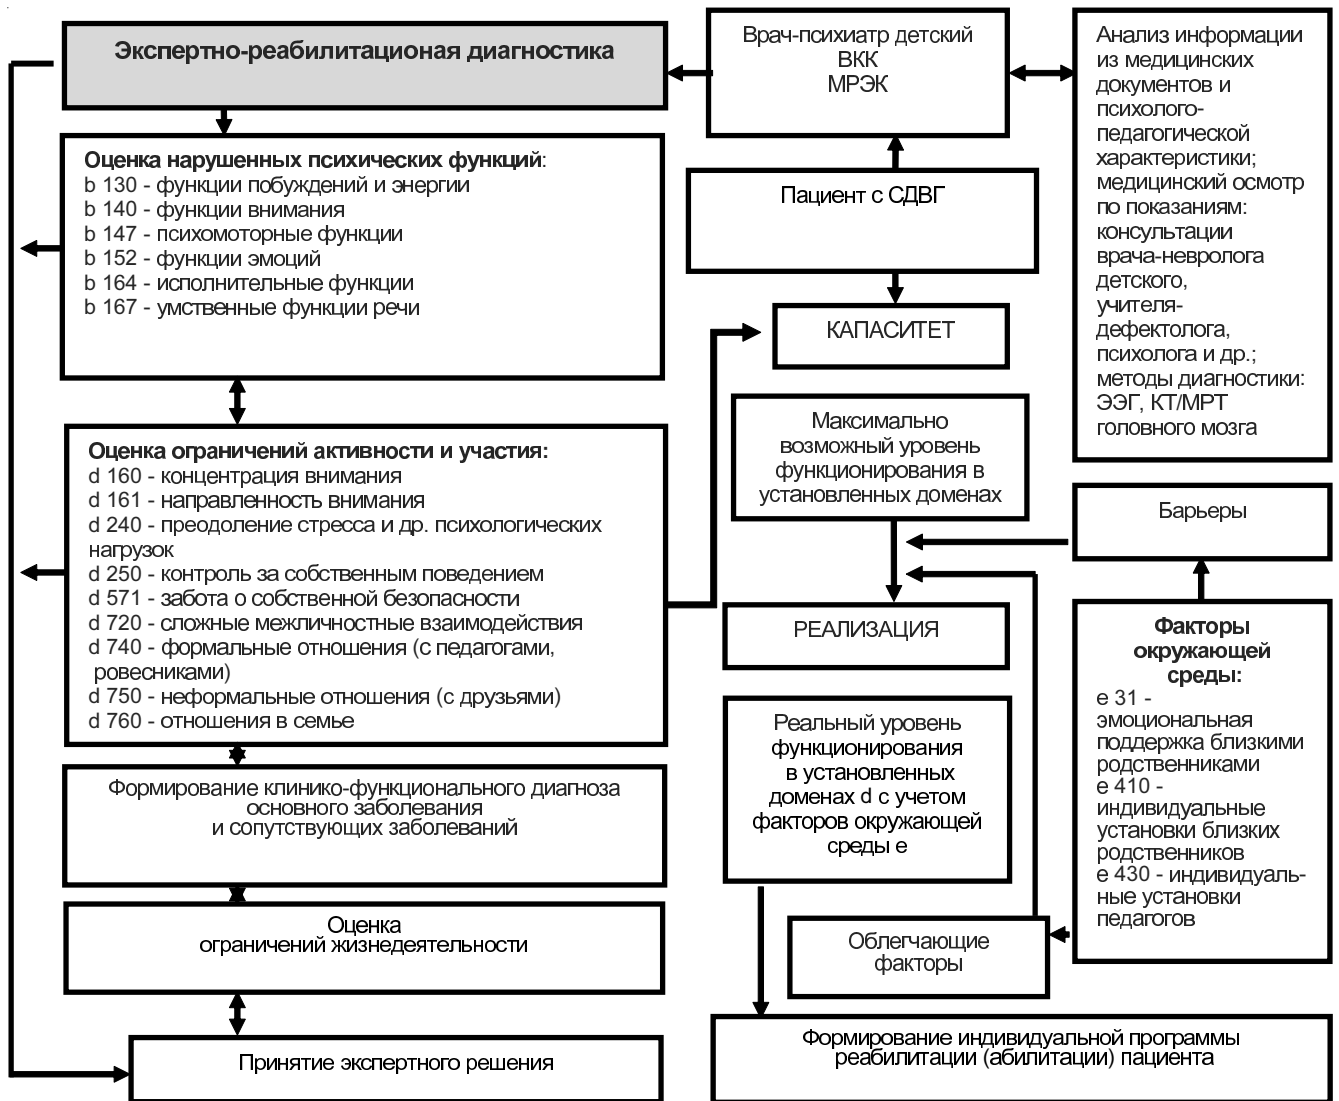 Экспертно-реабилитационая диагностика
Врач-психиатр детский
ВКК
МРЭК
Анализ информации
из медицинских
документов и
психолого-
педагогической
характеристики;
медицинский осмотр
по показаниям:
консультации
врача-невролога
детского,
учителя-
дефектолога,
психолога и др.;
методы диагностики:
ЭЭГ, КТ/МРТ
головного мозга
Оценка нарушенных психических функций:
b 130 - функции побуждений и энергии
b 140 - функции внимания
b 147 - психомоторные функции
b 152 - функции эмоций
b 164 - исполнительные функции
b 167 - умственные функции речи
Пациент с СДВГ
КАПАСИТЕТ
Максимально
возможный уровень
функционирования в
установленных доменах
Оценка ограничений активности и участия:
d 160 - концентрация внимания
d 161 - направленность внимания
d 240 - преодоление стресса и др. психологических
нагрузок
d 250 - контроль за собственным поведением
d 571 - забота о собственной безопасности
d 720 - сложные межличностные взаимодействия
d 740 - формальные отношения (с педагогами,
ровесниками)
d 750 - неформальные отношения (с друзьями)
d 760 - отношения в семье
Барьеры
РЕАЛИЗАЦИЯ
Факторы
окружающей
среды:
e 31 -
эмоциональная
поддержка близкими
родственниками
e 410 -
индивидуальные
установки близких
родственников
e 430 - индивидуаль-
ные установки
педагогов
Реальный уровень
функционирования
в установленных
доменах d с учетом
факторов окружающей
среды e
Формирование клинико-функционального диагноза
основного заболевания
и сопутствующих заболеваний
Оценка
ограничений жизнедеятельности
Облегчающие
факторы
Принятие экспертного решения
Формирование индивидуальной программы
реабилитации (абилитации) пациента